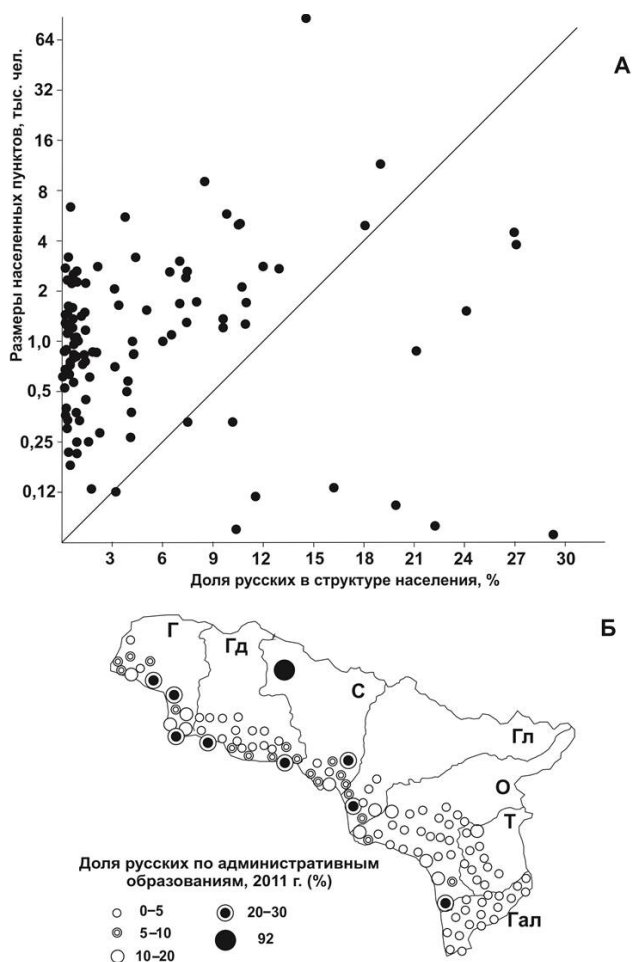 А
Размеры населенных пунктов, тыс. чел.
64
32
16
8
4
2
1,0
0,5
0,25
0,12
3 6 9 12 15 18 21 24 27 30
Доля русских в структуре населения, %
Б
Г
Гд
С
Гл
О
Т
Гал
Доля русских по административным
образованиям, 2011 г. (%)
0–5
5–10
10–20
20–30
92